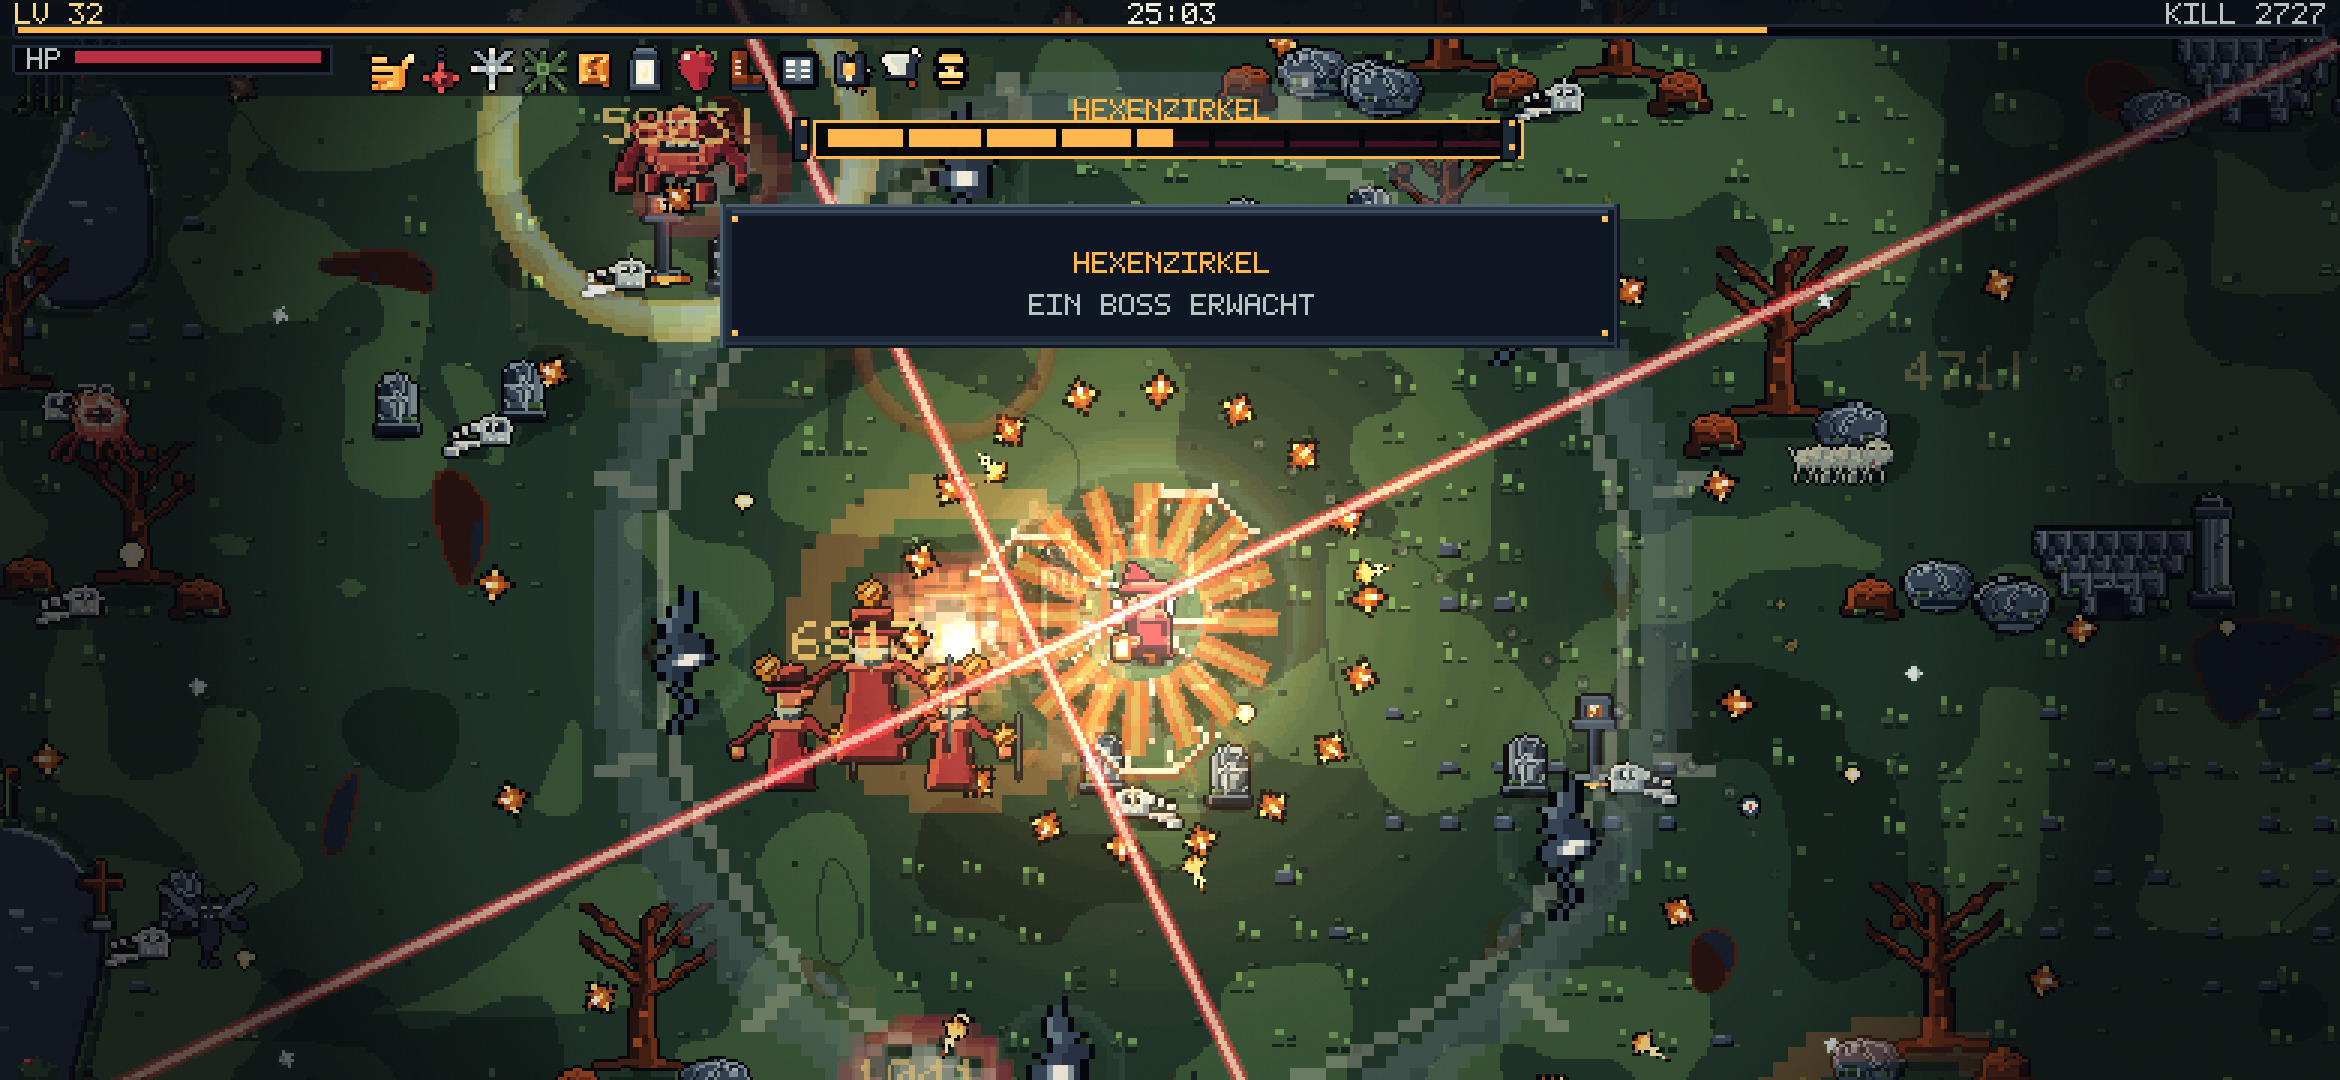 LV 32
25:03
KILL 2727
HP
HEXENZIRKEL
HEXENZIRKEL
EIN BOSS ERWACHT